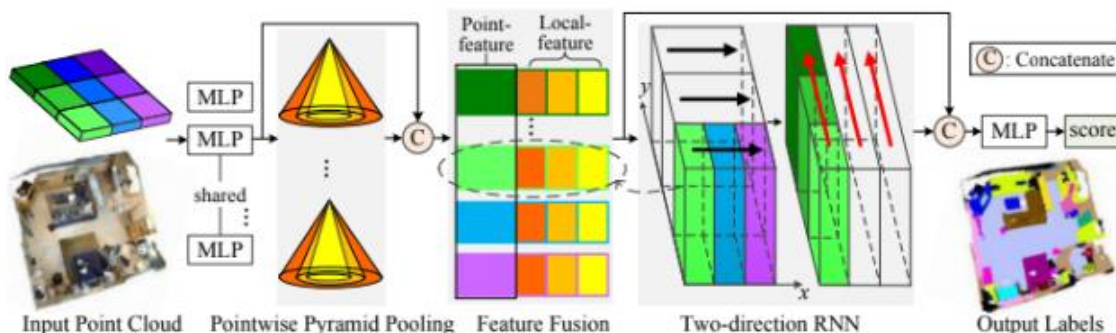 Point-feature
Local-feature
C : Concatenate
MLP
MLP
shared
MLP
C
y
x
C
MLP
score
Input Point Cloud
Pointwise Pyramid Pooling
Feature Fusion
Two-direction RNN
Output Labels